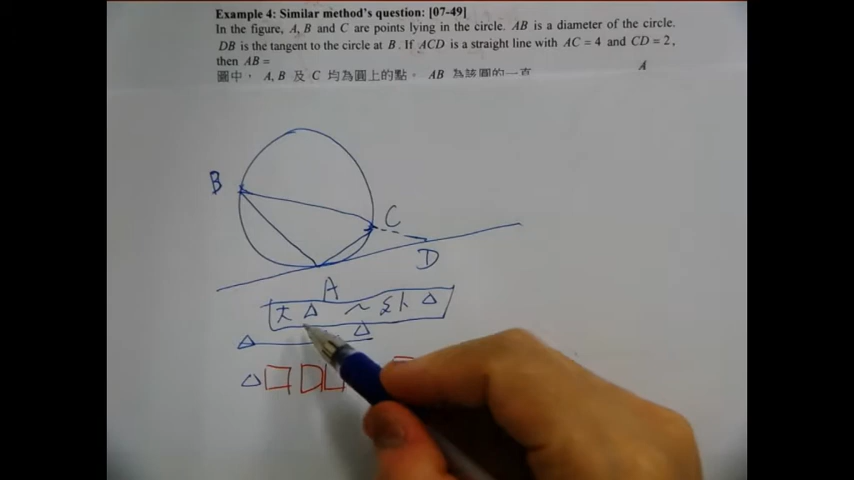 Example 4: Similar method's question: [07-49]
In the figure, A, B and C are points lying in the circle. AB is a diameter of the circle.
DB is the tangent to the circle at B. If ACD is a straight line with AC = 4 and CD = 2,
then AB =
圖中， A, B 及 C 均為圓上的點。 AB 為該圓的一直
A
B
C
D
A
大 △ ~ 外 △
△ △
△